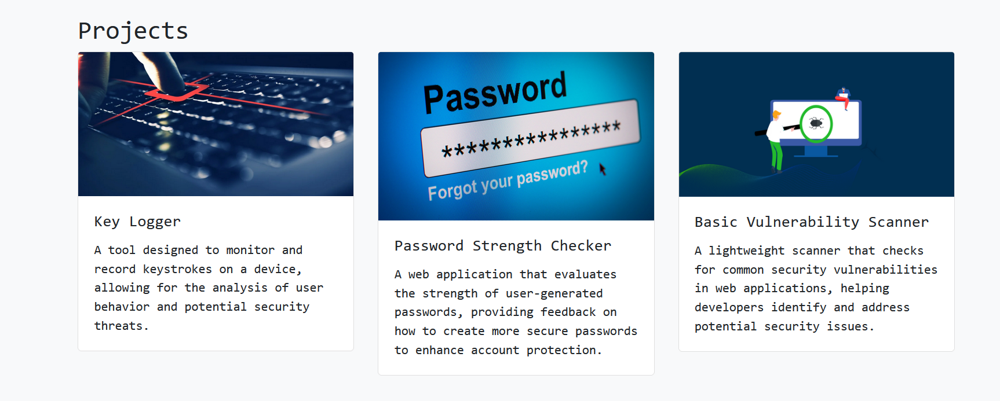 Projects
Key Logger
A tool designed to monitor and
record keystrokes on a device,
allowing for the analysis of user
behavior and potential security
threats.
Password
***************
Forgot your password?
Password Strength Checker
A web application that evaluates
the strength of user-generated
passwords, providing feedback on
how to create more secure passwords
to enhance account protection.
Basic Vulnerability Scanner
A lightweight scanner that checks
for common security vulnerabilities
in web applications, helping
developers identify and address
potential security issues.